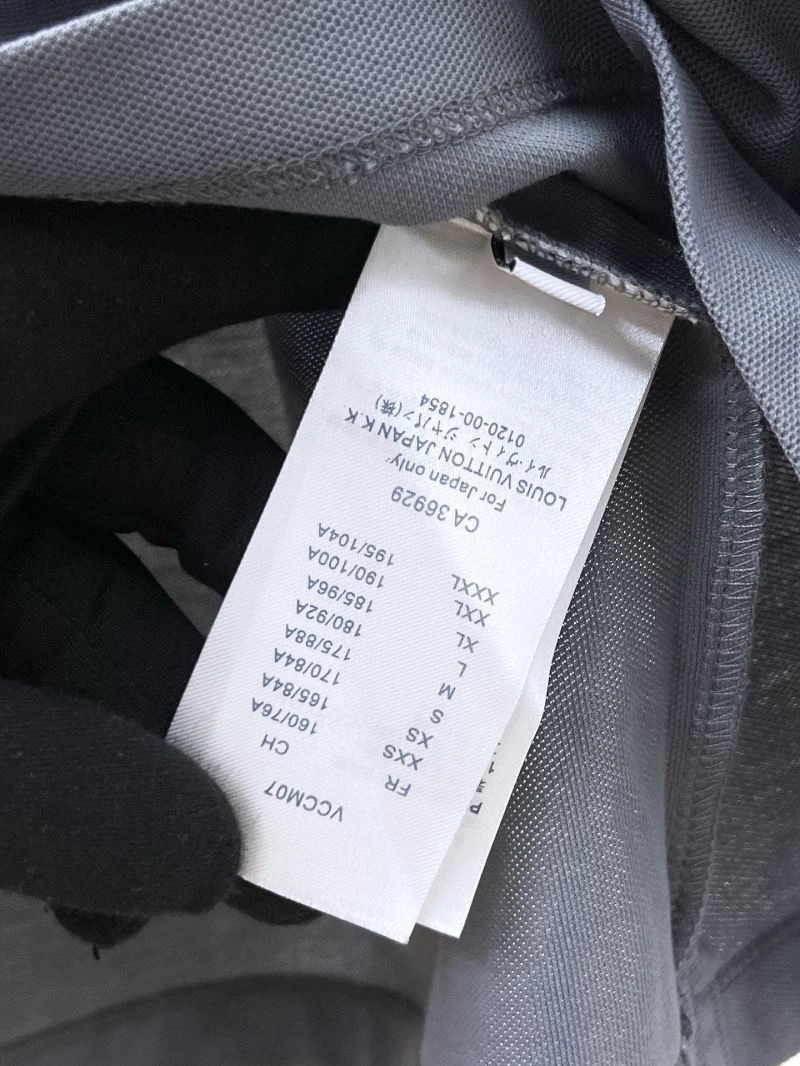 VCCM07
FR CH
XXS 160/76A
XS 165/84A
S 170/84A
M 175/88A
L 180/92A
XL 185/96A
XXL 190/100A
XXXL 195/104A
CA 36929
For Japan only:
LOUIS VUITTON JAPAN K.K
ルイ・ヴィトン ジャパン(株)
0120-00-1854